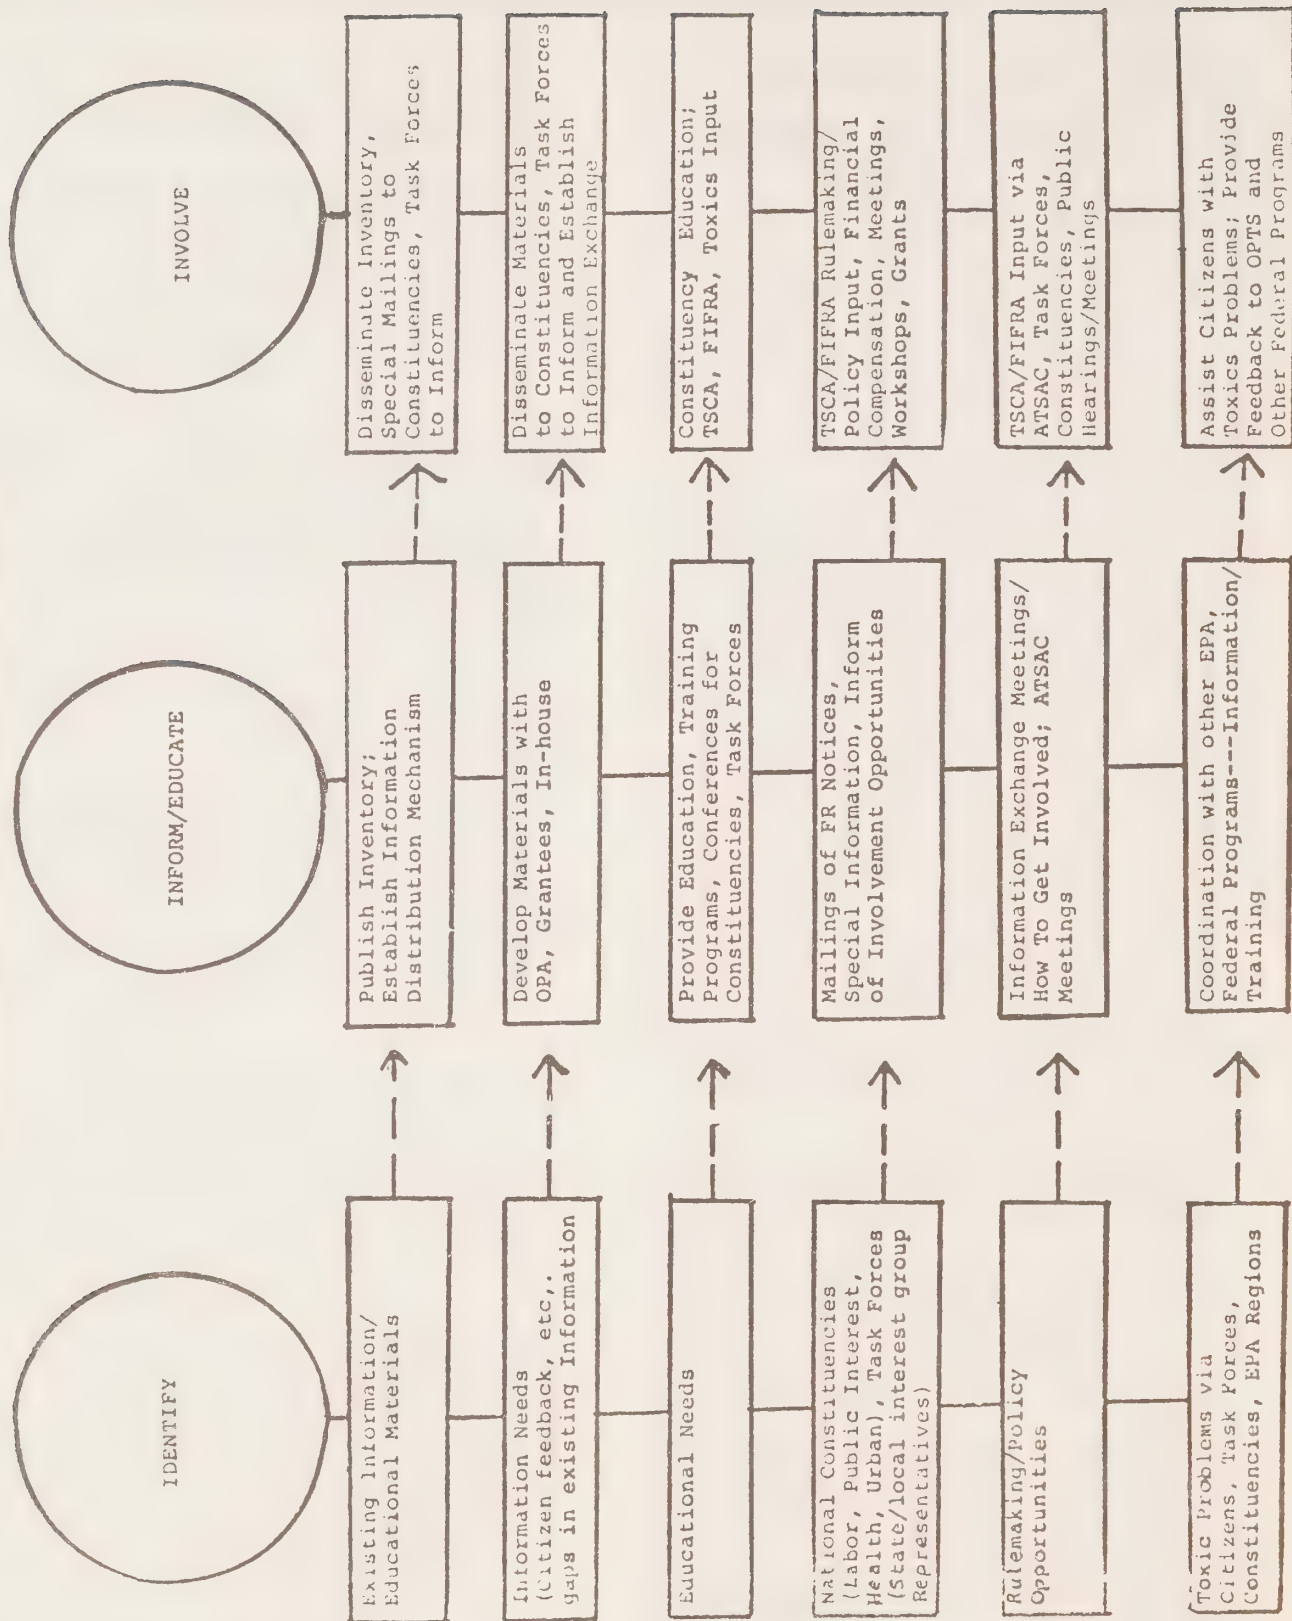 IDENTIFY
Existing Information/
Educational Materials
Information Needs
(Citizen feedback, etc,.
gaps in existing Information
Educational Needs
National Constituencies
(Labor, Public Interest,
Health, Urban), Task Forces
(State/local interest group
Representatives)
Rulemaking/Policy
Opportunities
Toxic Problems via
Citizens, Task Forces,
Constituencies, EPA Regions
INFORM/EDUCATE
Publish Inventory;
Establish Information
Distribution Mechanism
Develop Materials with
OPA, Grantees, In-house
Provide Education, Training
Programs, Conferences for
Constituencies, Task Forces
Mailings of FR Notices,
Special Information, Inform
of Involvement Opportunities
Information Exchange Meetings/
How To Get Involved; ATSAC
Meetings
Coordination with other EPA,
Federal Programs---Information/
Training
INVOLVE
Disseminate Inventory,
Special Mailings to
Constituencies, Task Forces
to Inform
Disseminate Materials
to Constituencies, Task Forces
to Inform and Establish
Information Exchange
Constituency Education;
TSCA, FIFRA, Toxics Input
TSCA/FIFRA Rulemaking/
Policy Input, Financial
Compensation, Meetings,
Workshops, Grants
TSCA/FIFRA Input via
ATSAC, Task Forces,
Constituencies, Public
Hearings/Meetings
Assist Citizens with
Toxics Problems; Provide
Feedback to OPTS and
Other Federal Programs